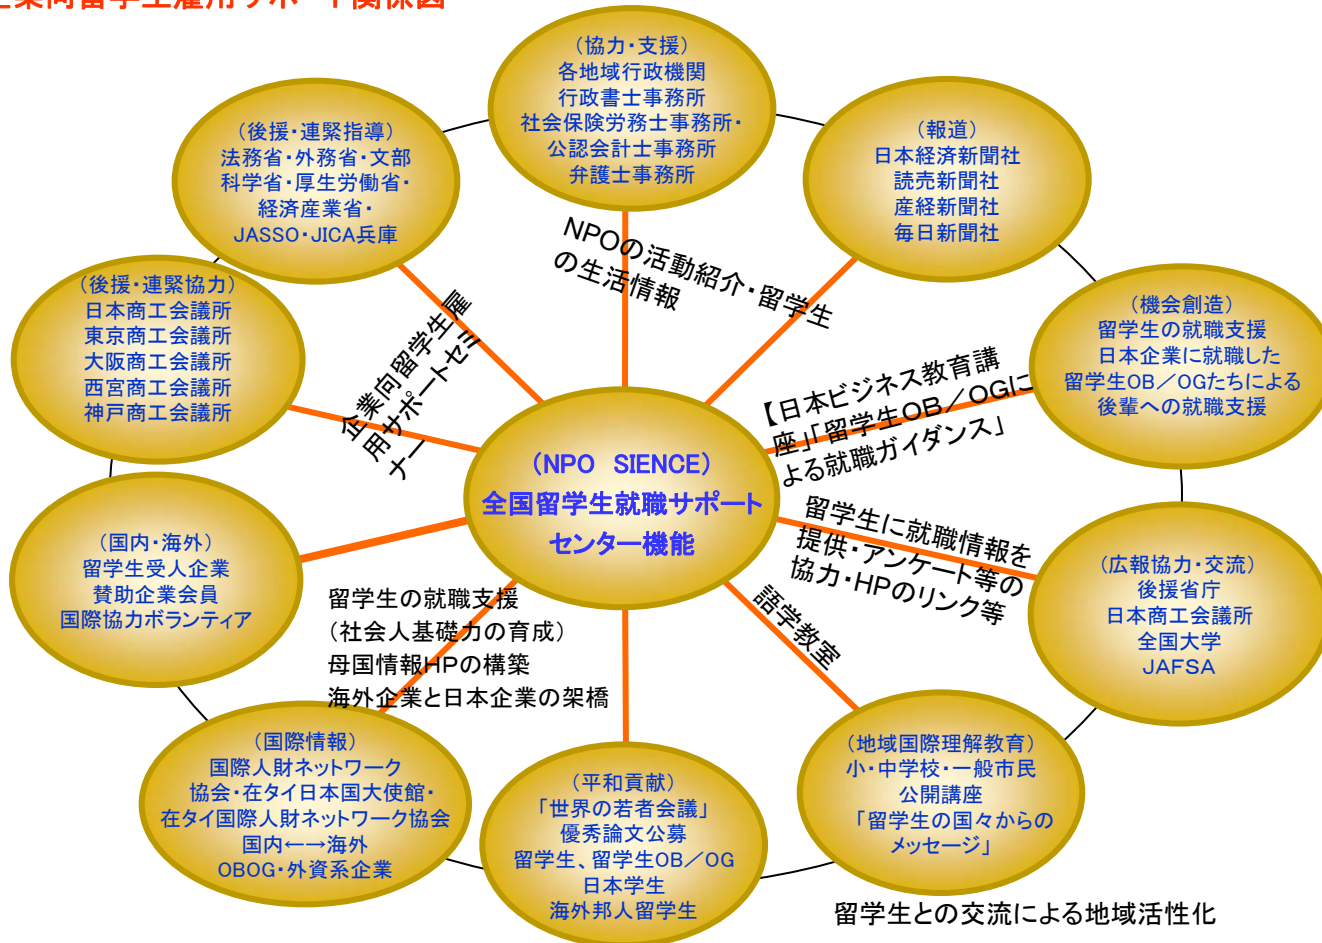 企業向留学生雇用サポート関係図
（協力・支援）
各地域行政機関
行政書士事務所
社会保険労務士事務所・
公認会計士事務所
弁護士事務所
（後援・連緊指導）
法務省・外務省・文部
科学省・厚生労働省・
経済産業省・
JASSO・JICA兵庫
（報道）
日本経済新聞社
読売新聞社
産経新聞社
毎日新聞社
（後援・連緊協力）
日本商工会議所
東京商工会議所
大阪商工会議所
西宮商工会議所
神戸商工会議所
（機会創造）
留学生の就職支援
日本企業に就職した
留学生OB／OGたちによる
後輩への就職支援
NPOの活動紹介・留学生
の生活情報
企業向留学生雇
用サポートセミ
ナー
【日本ビジネス教育講
座」「留学生OB／OGに
よる就職ガイダンス」
（NPO　SIENCE）
全国留学生就職サポート
センター機能
留学生に就職情報を
提供・アンケート等の
協力・HPのリンク等
（国内・海外）
留学生受人企業
賛助企業会員
国際協力ボランティア
（広報協力・交流）
後援省庁
日本商工会議所
全国大学
JAFSA
留学生の就職支援
（社会人基礎力の育成）
母国情報HPの構築
海外企業と日本企業の架橋
語学教室
（国際情報）
国際人財ネットワーク
協会・在タイ日本国大使館・
在タイ国際人財ネットワーク協会
国内←→海外
OBOG・外資系企業
（平和貢献）
「世界の若者会議」
優秀論文公募
留学生、留学生OB／OG
日本学生
海外邦人留学生
（地域国際理解教育）
小・中学校・一般市民
公開講座
「留学生の国々からの
メッセージ」
留学生との交流による地域活性化